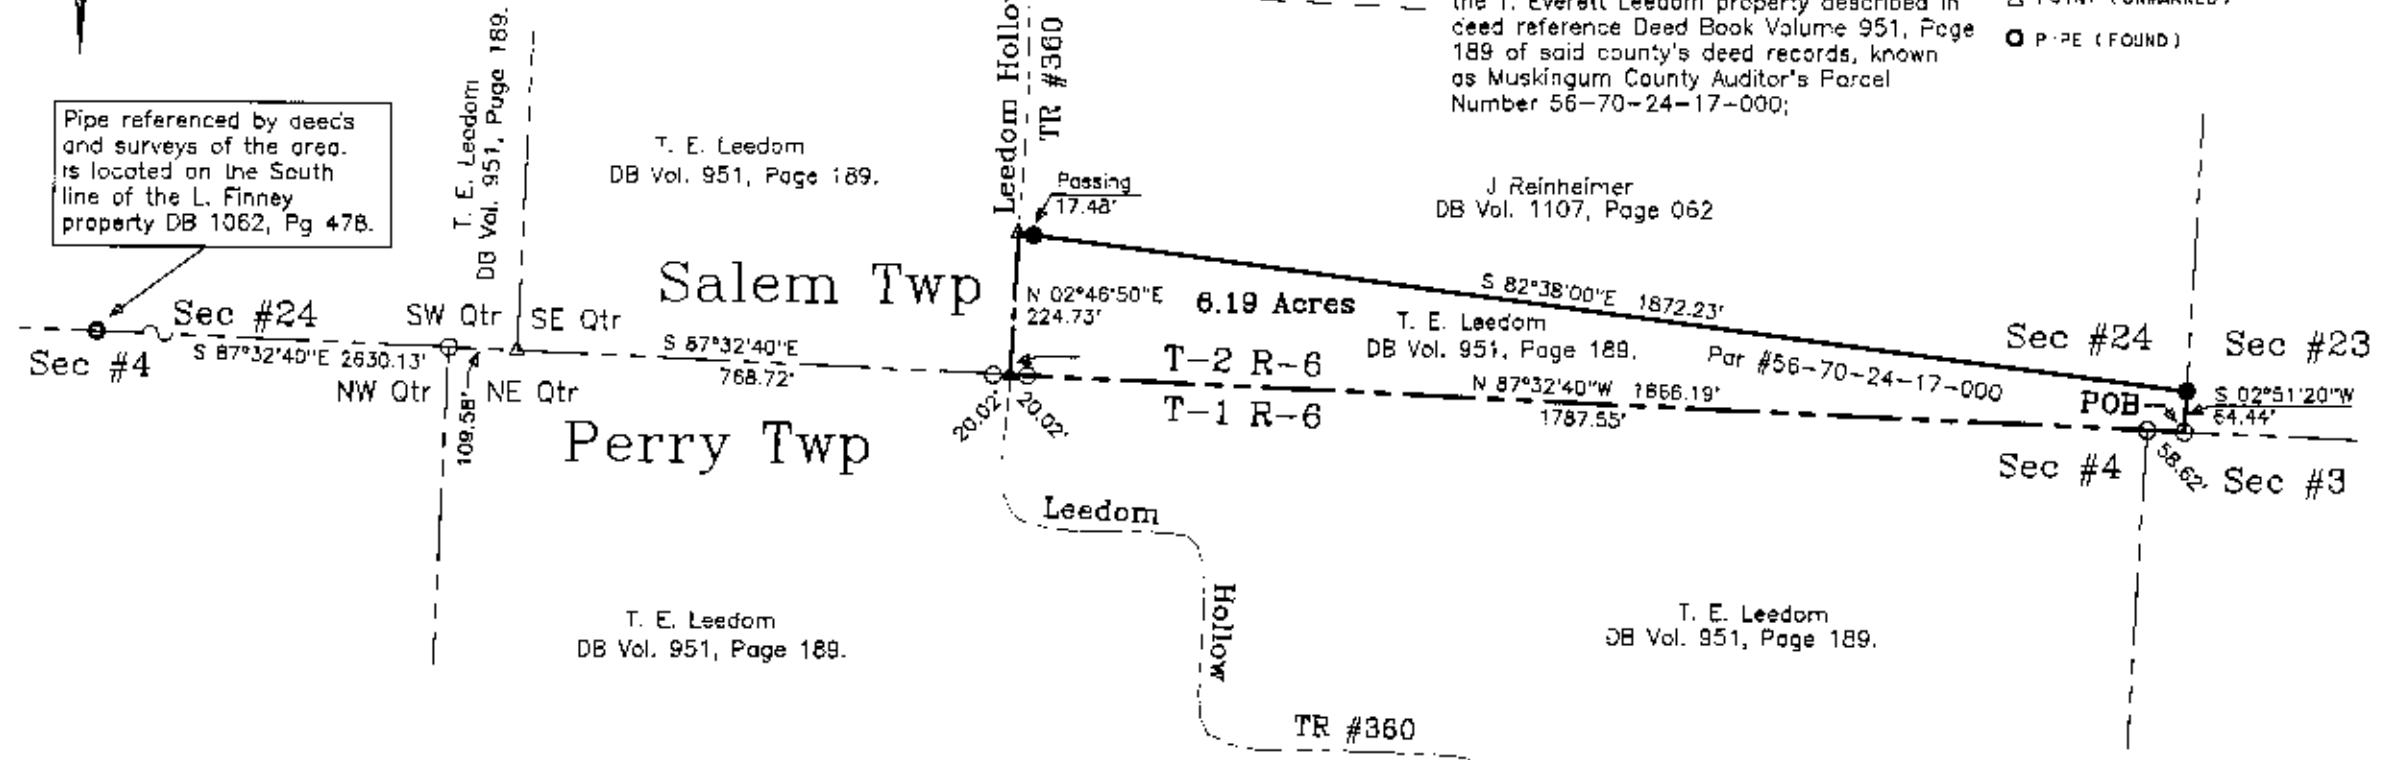 the T. Everett Leedom property described in
deed reference Deed Book Volume 951, Page
189 of said county's deed records, known
as Muskingum County Auditor's Parcel
Number 56-70-24-17-000;
PIPE (FOUND)
Pipe referenced by deeds
and surveys of the area.
is located on the South
line of the L. Finney
property DB 1062, Pg 478.
T. E. Leedom
DB Vol. 951, Page 189.
T. E. Leedom
DB Vol. 951, Page 189.
Leedom Hollo
TR #360
Passing
17.48'
J Reinheimer
DB Vol. 1107, Page 062
Salem Twp
N 02°46'50"E
224.73'
6.19 Acres
S 82°38'00"E 1872.23'
T. E. Leedom
DB Vol. 951, Page 189.
Par #56-70-24-17-000
Sec #24
Sec #23
Sec #24
SW Qtr
SE Qtr
S 87°32'40"E 2630.13'
S 87°32'40"E
768.72'
Sec #4
NW Qtr
NE Qtr
109.58'
T-2 R-6
N 87°32'40"W 1866.19'
T-1 R-6
1787.55'
20.02'
20.02'
POB
S 02°51'20"W
64.44'
Perry Twp
Sec #4
58.62'
Sec #3
Leedom
Hollow
TR #360
T. E. Leedom
DB Vol. 951, Page 189.
T. E. Leedom
DB Vol. 951, Page 189.